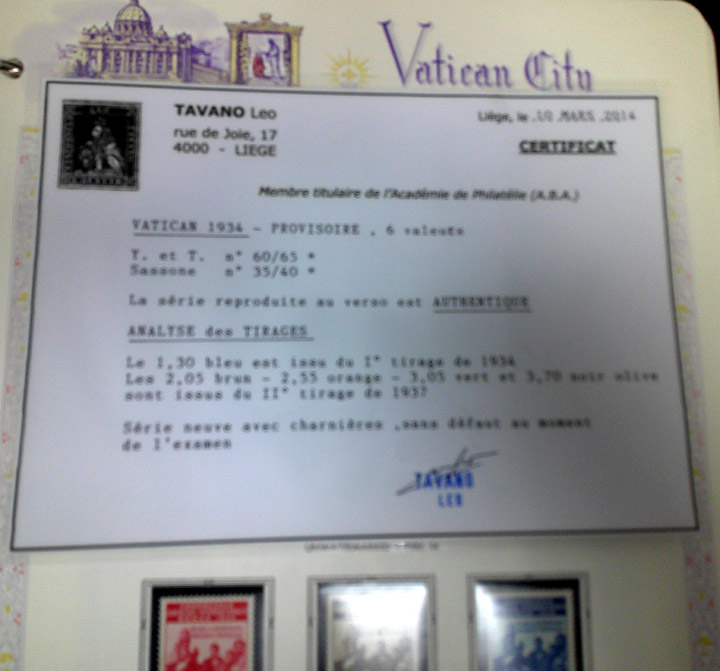 Vatican City
TAVANO Leo
rue de Joie, 17
4000 - LIEGE
Liège, le 10 MARS 2014
CERTIFICAT
Membre titulaire de l'Académie de Philatélie (A.B.A.)
VATICAN 1934 - PROVISOIRE , 6 valeurs
Y. et T. n° 60/65 *
Sassone n° 35/40 *
La série reproduite au verso est AUTHENTIQUE
ANALYSE des TIRAGES
Le 1,30 bleu est issu du I° tirage de 1934
Les 2,05 brun - 2,55 orange - 3,05 vert et 3,70 noir olive
sont issus du II° tirage de 1937
Série neuve avec charnières ,sans défaut au moment
de l'examen
TAVANO
LEO